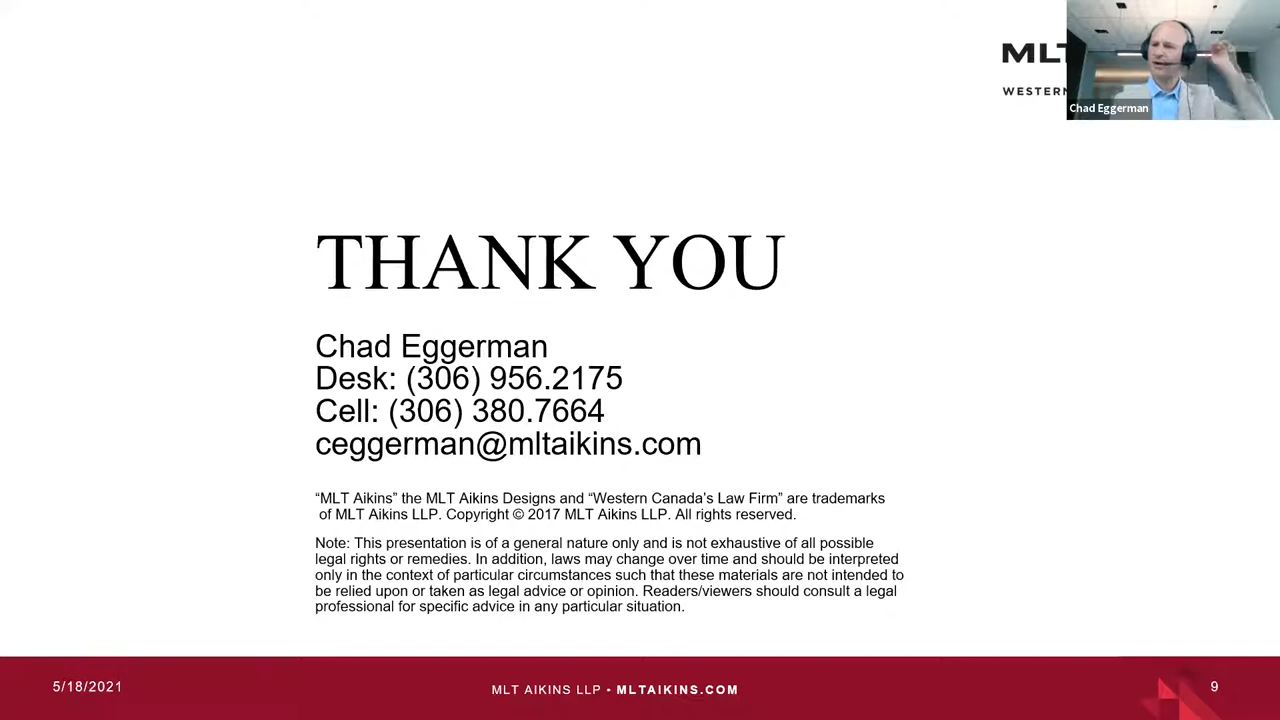 MLT
WESTERN
Chad Eggerman
THANK YOU
Chad Eggerman
Desk: (306) 956.2175
Cell: (306) 380.7664
ceggerman@mltaikins.com
“MLT Aikins” the MLT Aikins Designs and “Western Canada’s Law Firm” are trademarks
of MLT Aikins LLP. Copyright © 2017 MLT Aikins LLP. All rights reserved.
Note: This presentation is of a general nature only and is not exhaustive of all possible
legal rights or remedies. In addition, laws may change over time and should be interpreted
only in the context of particular circumstances such that these materials are not intended to
be relied upon or taken as legal advice or opinion. Readers/viewers should consult a legal
professional for specific advice in any particular situation.
5/18/2021
MLT AIKINS LLP • MLTAIKINS.COM
9